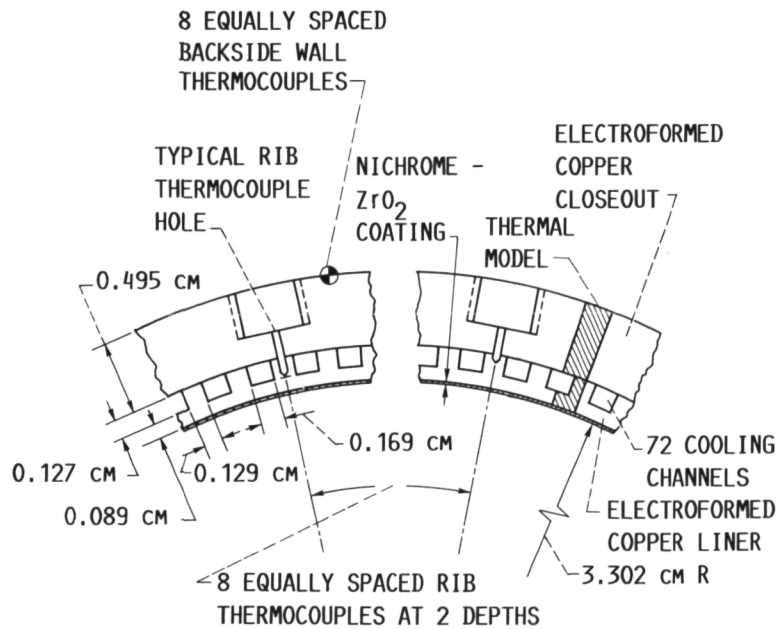 8 EQUALLY SPACED
BACKSIDE WALL
THERMOCOUPLES
TYPICAL RIB
THERMOCOUPLE
HOLE
NICHROME -
ZrO2
COATING
ELECTROFORMED
COPPER
CLOSEOUT
THERMAL
MODEL
0.495 CM
0.169 CM
0.127 CM
0.129 CM
0.089 CM
72 COOLING
CHANNELS
ELECTROFORMED
COPPER LINER
3.302 CM R
8 EQUALLY SPACED RIB
THERMOCOUPLES AT 2 DEPTHS